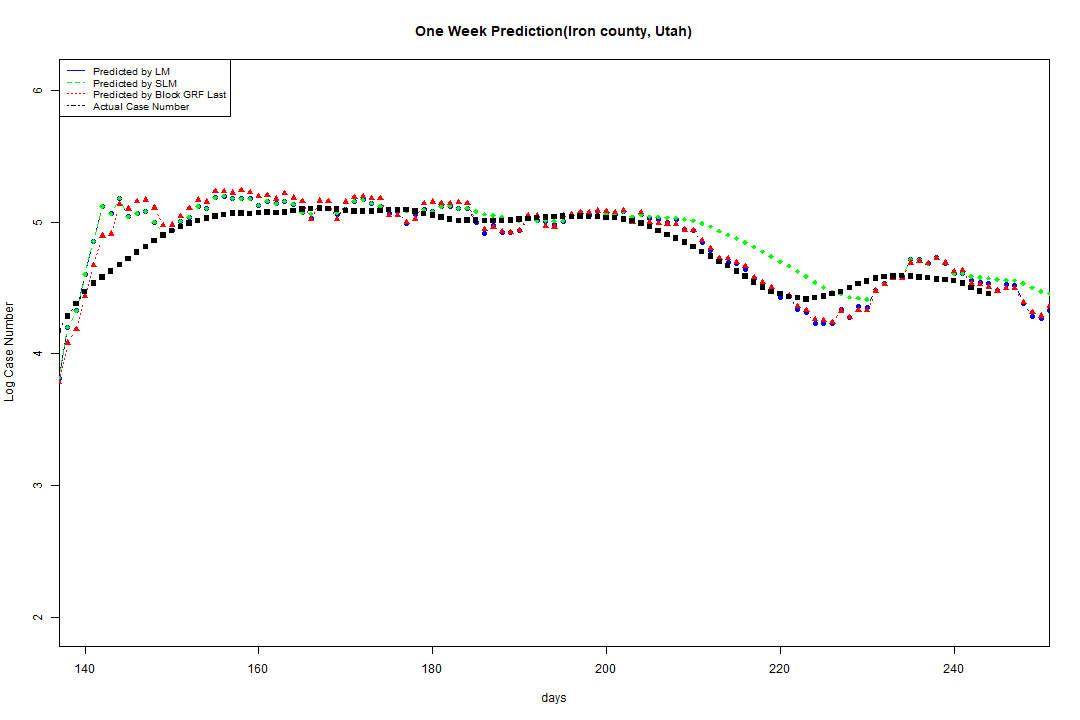 One Week Prediction(Iron county, Utah)
Predicted by LM
Predicted by SLM
Predicted by Block GRF Last
Actual Case Number
6
5
4
3
2
Log Case Number
140 160 180 200 220 240
days